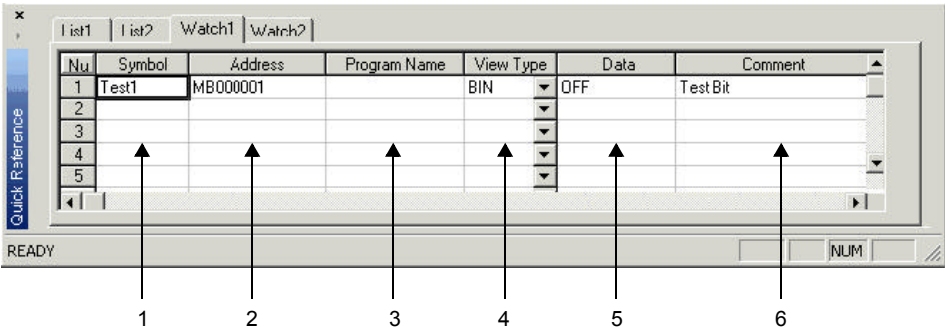 List1 List2 Watch1 Watch2
Nu Symbol Address Program Name View Type Data Comment
1 Test1 MB000001 BIN OFF Test Bit
2
3
4
5
Quick Reference
READY NUM
1 2 3 4 5 6